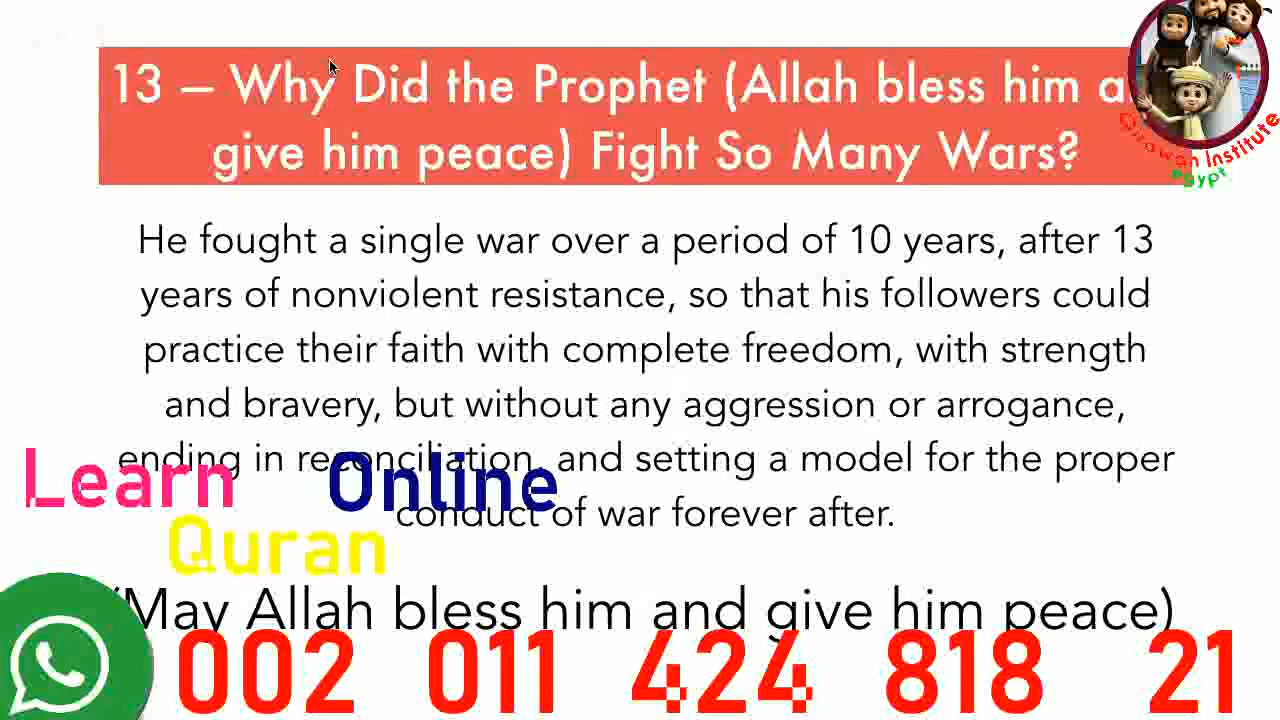 13 – Why Did the Prophet (Allah bless him a
give him peace) Fight So Many Wars?
Girawan Institute
egypt
He fought a single war over a period of 10 years, after 13
years of nonviolent resistance, so that his followers could
practice their faith with complete freedom, with strength
and bravery, but without any aggression or arrogance,
ending in reconciliation, and setting a model for the proper
conduct of war forever after.
Learn Online
Quran
(May Allah bless him and give him peace)
002 011 424 818 21